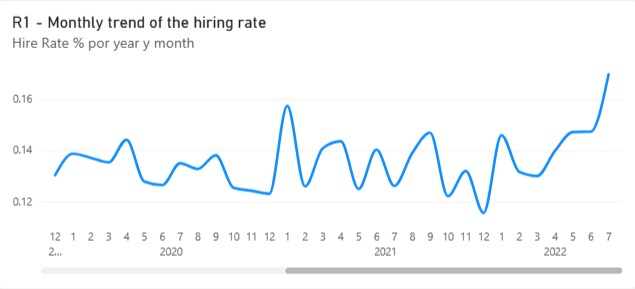 R1 - Monthly trend of the hiring rate
Hire Rate % por year y month
0.16
0.14
0.12
12 1 2 3 4 5 6 7 8 9 10 11 12 1 2 3 4 5 6 7 8 9 10 11 12 1 2 3 4 5 6 7
2... 2020 2021 2022